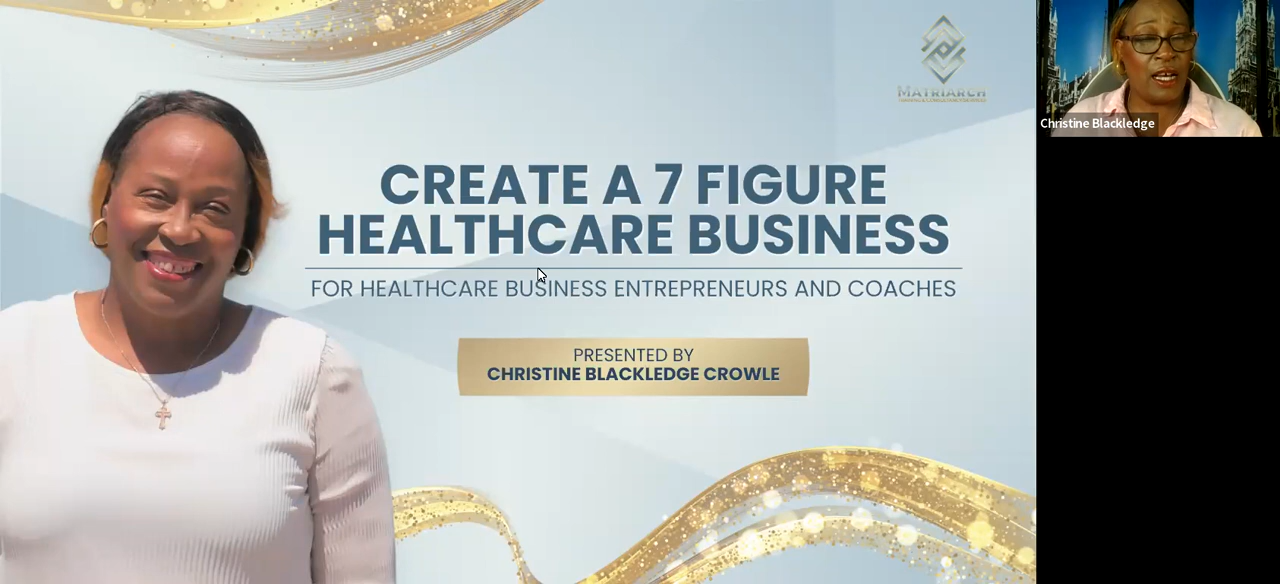 MATRIARCH
CREATE A 7 FIGURE
HEALTHCARE BUSINESS
FOR HEALTHCARE BUSINESS ENTREPRENEURS AND COACHES
PRESENTED BY
CHRISTINE BLACKLEDGE CROWLE
Christine Blackledge